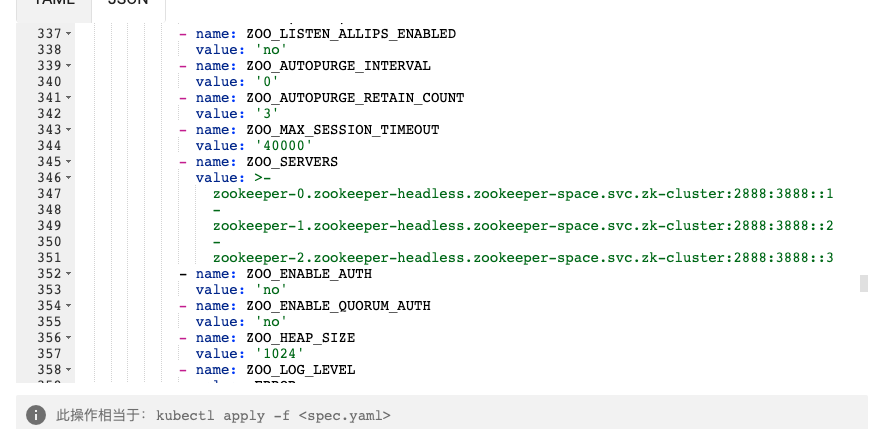 YAML JSON
337 - name: ZOO_LISTEN_ALLIPS_ENABLED
338 value: 'no'
339 - name: ZOO_AUTOPURGE_INTERVAL
340 value: '0'
341 - name: ZOO_AUTOPURGE_RETAIN_COUNT
342 value: '3'
343 - name: ZOO_MAX_SESSION_TIMEOUT
344 value: '40000'
345 - name: ZOO_SERVERS
346 value: >-
347 zookeeper-0.zookeeper-headless.zookeeper-space.svc.zk-cluster:2888:3888::1
348 -
349 zookeeper-1.zookeeper-headless.zookeeper-space.svc.zk-cluster:2888:3888::2
350 -
351 zookeeper-2.zookeeper-headless.zookeeper-space.svc.zk-cluster:2888:3888::3
352 - name: ZOO_ENABLE_AUTH
353 value: 'no'
354 - name: ZOO_ENABLE_QUORUM_AUTH
355 value: 'no'
356 - name: ZOO_HEAP_SIZE
357 value: '1024'
358 - name: ZOO_LOG_LEVEL
此操作相当于: kubectl apply -f <spec.yaml>